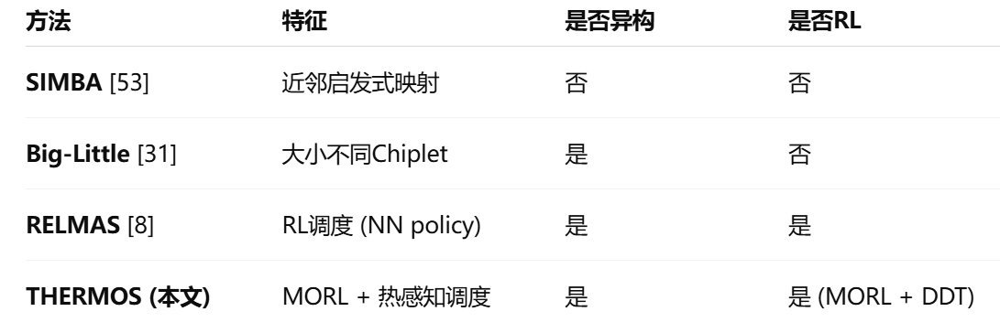 方法 特征 是否异构 是否RL
SIMBA [53] 近邻启发式映射 否 否
Big-Little [31] 大小不同Chiplet 是 否
RELMAS [8] RL调度 (NN policy) 是 是
THERMOS (本文) MORL + 热感知调度 是 是 (MORL + DDT)